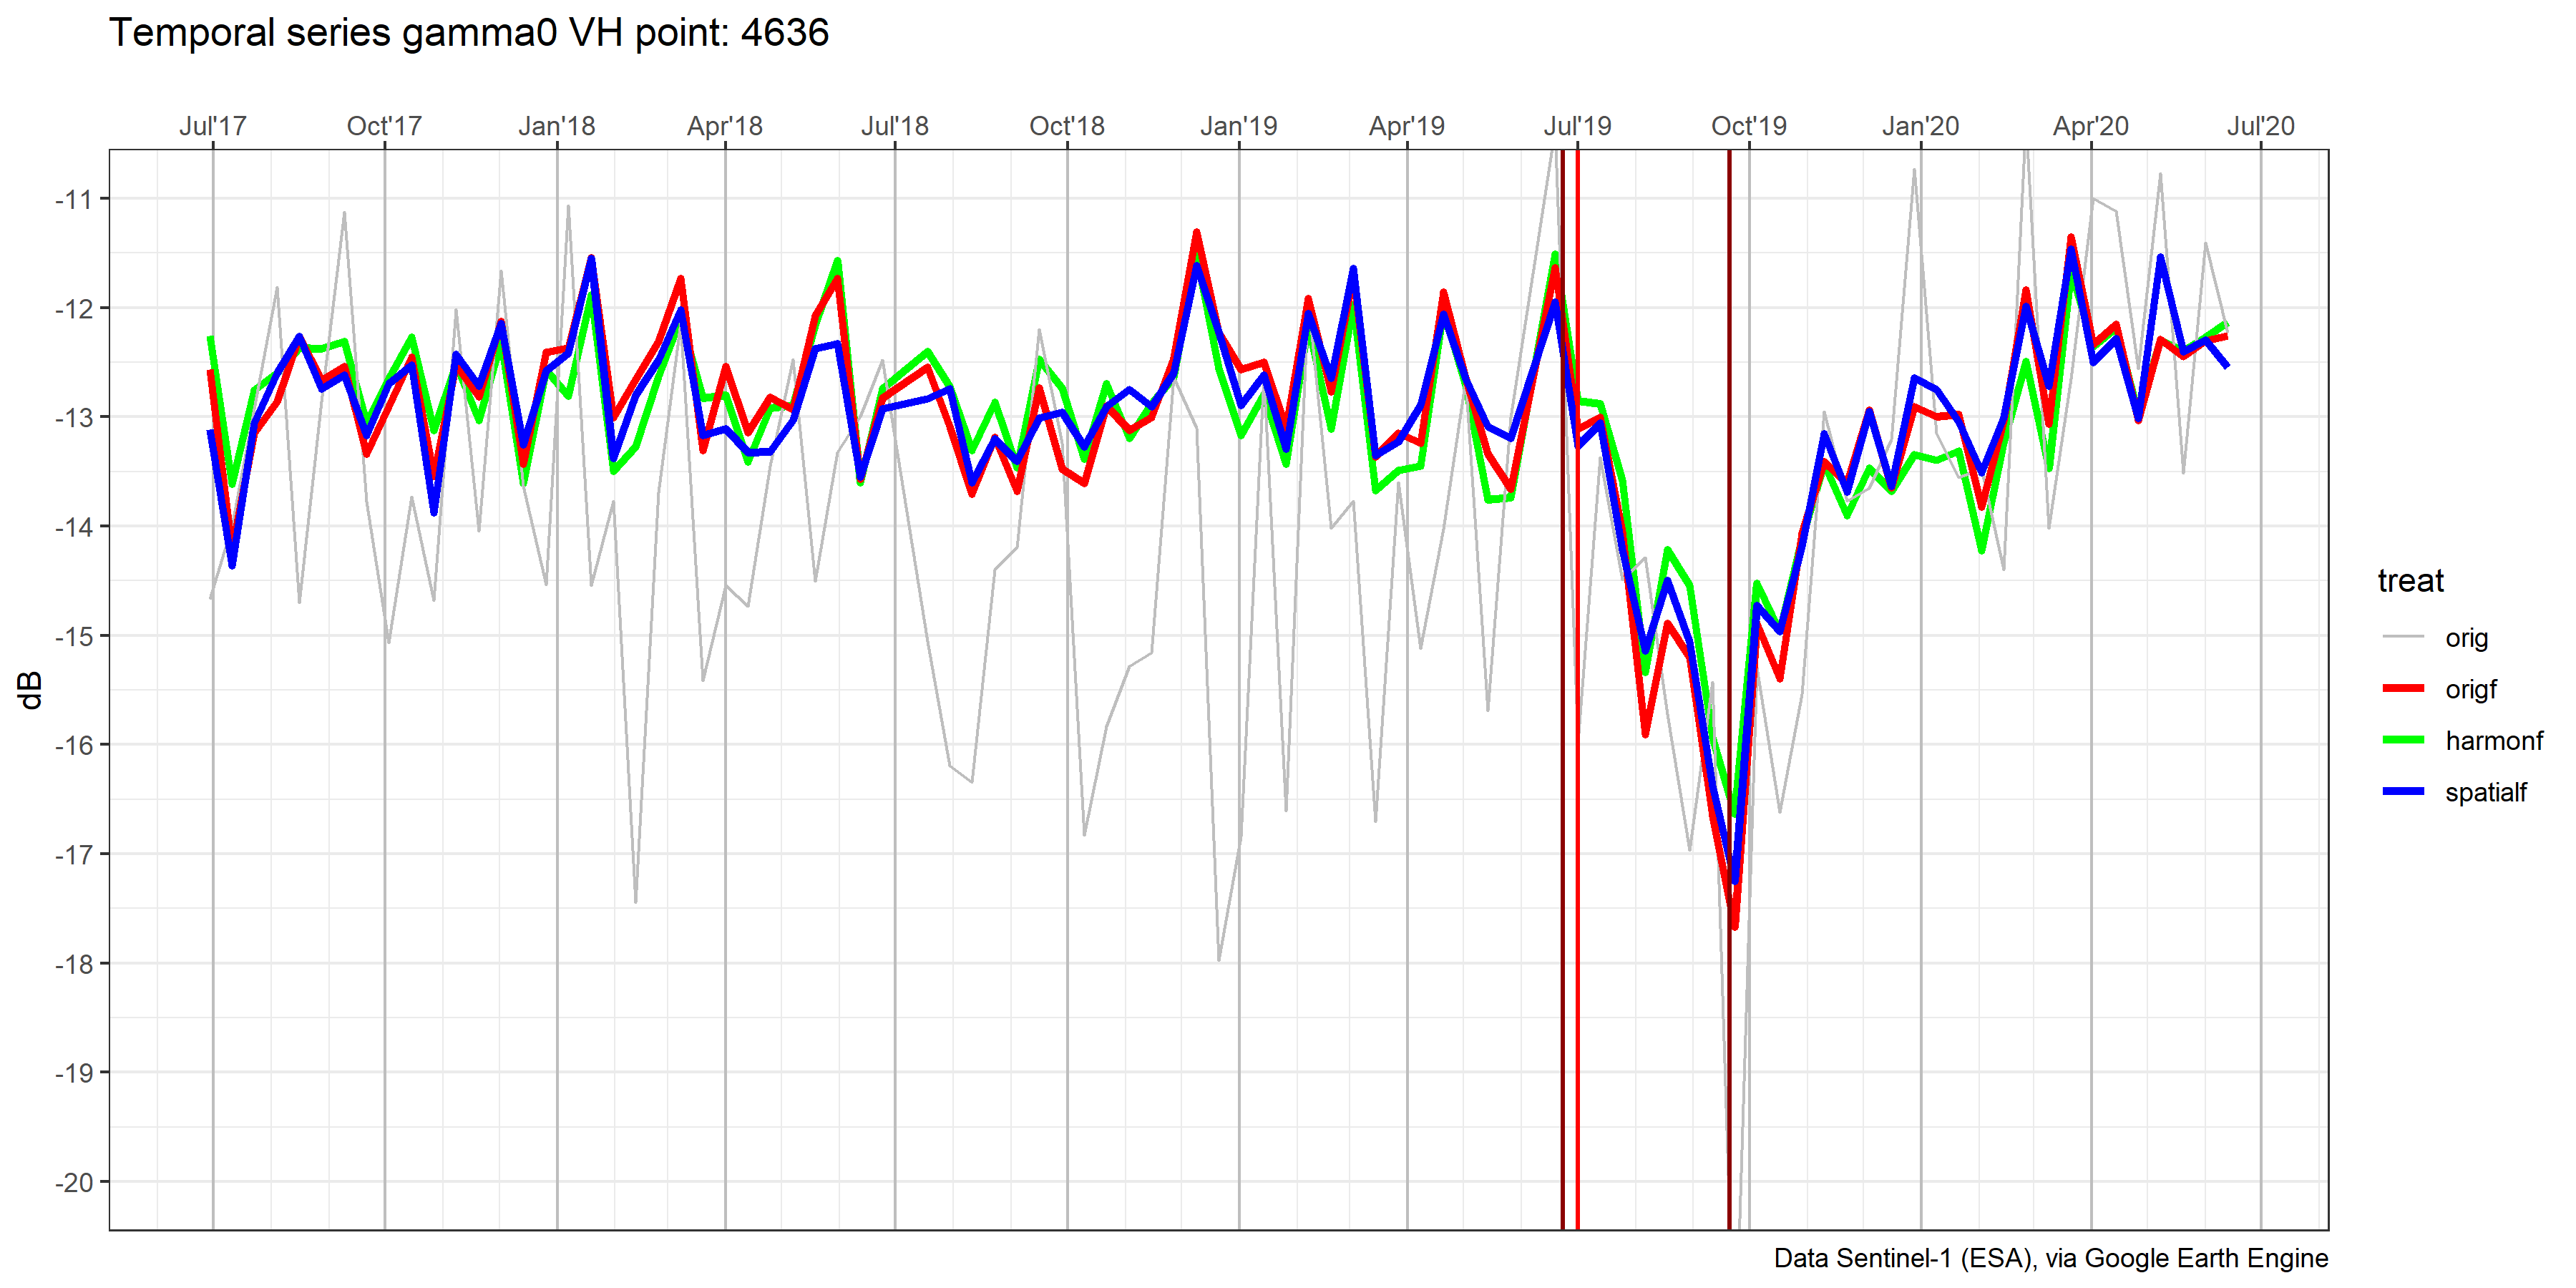 Temporal series gamma0 VH point: 4636
Jul'17 Oct'17 Jan'18 Apr'18 Jul'18 Oct'18 Jan'19 Apr'19 Jul'19 Oct'19 Jan'20 Apr'20 Jul'20
-11
-12
-13
-14
-15
-16
-17
-18
-19
-20
dB
treat
orig
origf
harmonf
spatialf
Data Sentinel-1 (ESA), via Google Earth Engine